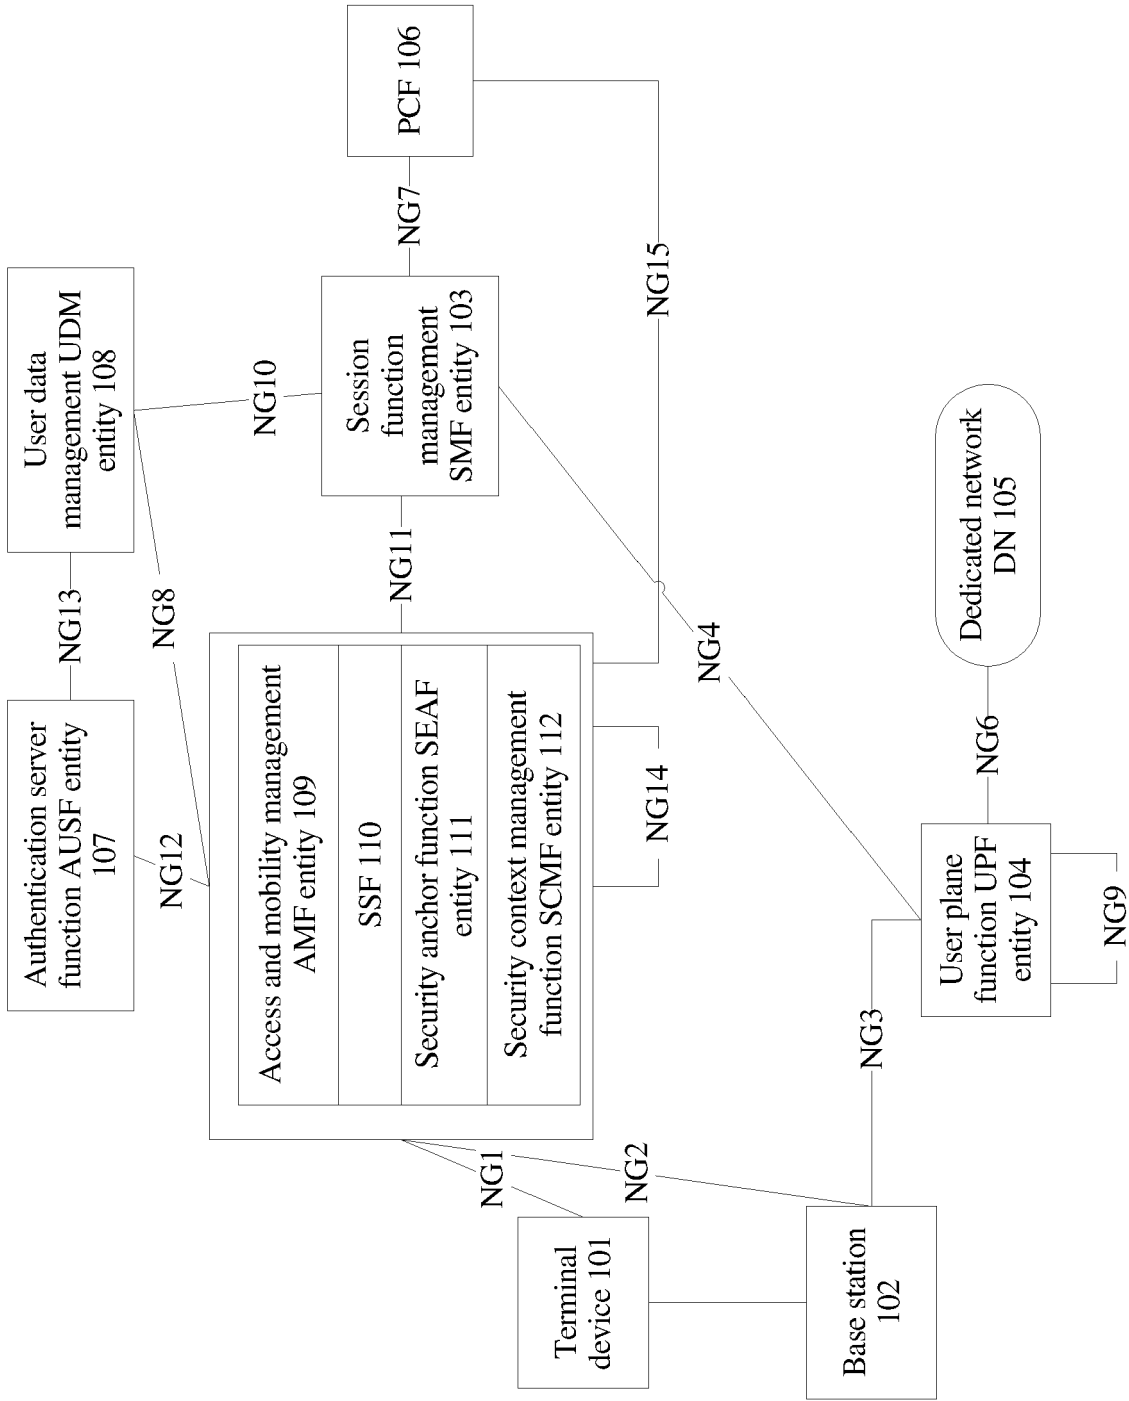 Authentication server
function AUSF entity
107
NG13
User data
management UDM
entity 108
NG12
NG8
NG10
Access and mobility management
AMF entity 109
SSF 110
Security anchor function SEAF
entity 111
Security context management
function SCMF entity 112
NG11
Session
function
management
SMF entity 103
NG7
PCF 106
NG1
NG2
NG14
NG15
NG4
Terminal
device 101
Base station
102
NG3
User plane
function UPF
entity 104
NG6
Dedicated network
DN 105
NG9